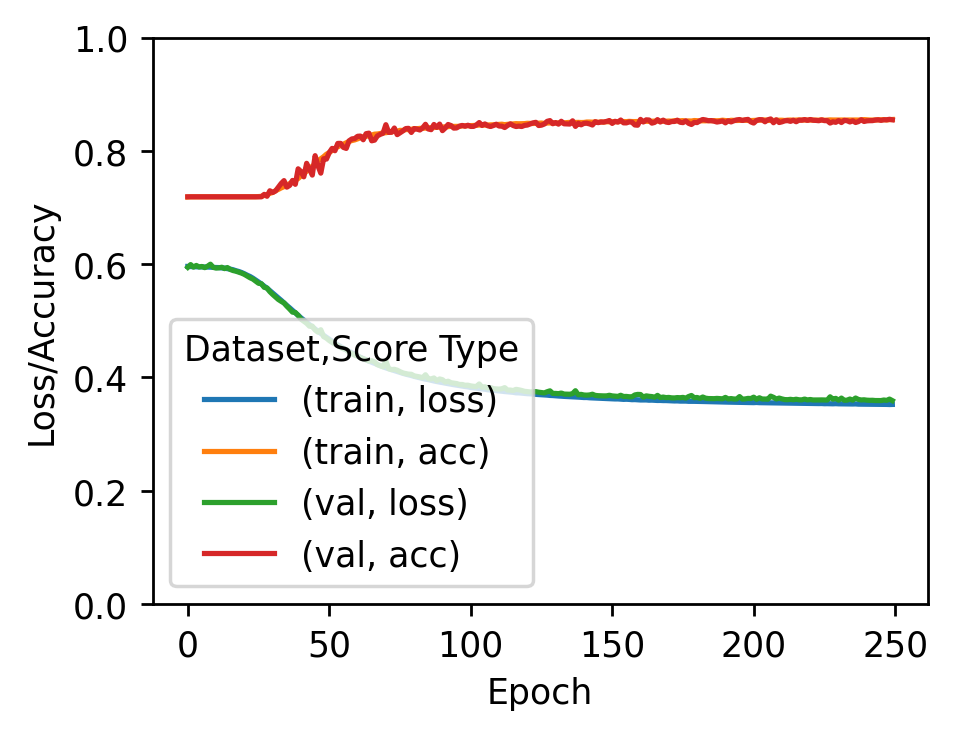 1.0
0.8
0.6
0.4
0.2
0.0
Loss/Accuracy
Dataset,Score Type
(train, loss)
(train, acc)
(val, loss)
(val, acc)
0 50 100 150 200 250
Epoch